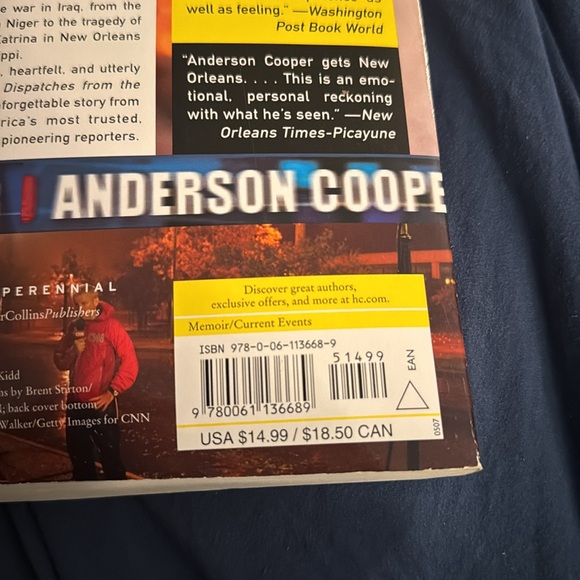 e war in Iraq, from the
Niger to the tragedy of
atrina in New Orleans
ppi.
, heartfelt, and utterly
Dispatches from the
forgettable story from
rica's most trusted,
pioneering reporters.
well as feeling." —Washington
Post Book World
"Anderson Cooper gets New
Orleans. . . . This is an emo-
tional, personal reckoning
with what he's seen." —New
Orleans Times-Picayune
ANDERSON COOPE
PERENNIAL
rCollinsPublishers
Kidd
ns by Brent Stirton/
; back cover bottom
Walker/Getty Images for CNN
Discover great authors,
exclusive offers, and more at hc.com.
Memoir/Current Events
ISBN 978-0-06-113668-9
51499
EAN
9 780061 136689
USA $14.99 / $18.50 CAN
0507